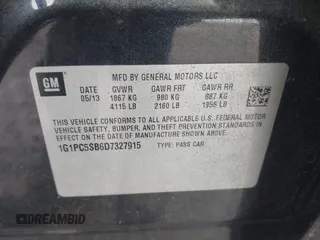 GM
MFD BY GENERAL MOTORS LLC
05/13 GVWR GAWR FRT GAWR RR
1867 KG 980 KG 887 KG
4115 LB 2160 LB 1955 LB
THIS VEHICLE CONFORMS TO ALL APPLICABLE U.S. FEDERAL MOTOR VEHICLE SAFETY, BUMPER, AND THEFT PREVENTION STANDARDS IN EFFECT ON THE DATE OF MANUFACTURE SHOWN ABOVE.
1G1PC5SB6D7327915 TYPE: PASS CAR
DREAMBID